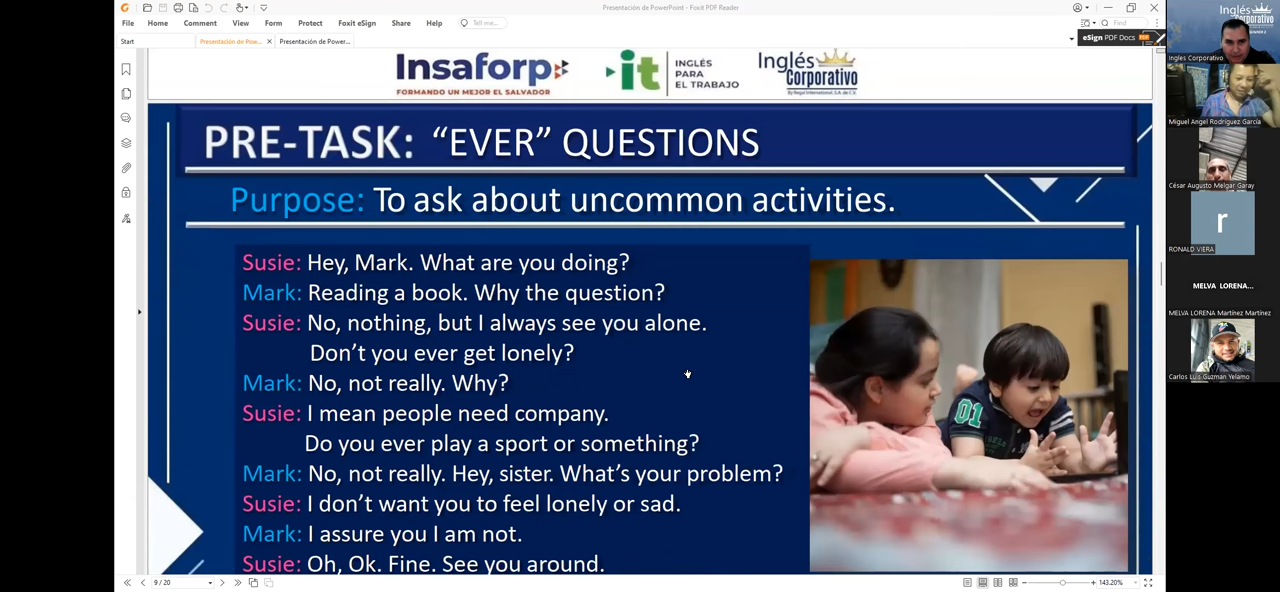 Presentación de PowerPoint - Foxit PDF Reader
File Home Comment View Form Protect Foxit eSign Share Help Tell me... Find
Start Presentación de Pow... Presentación de Power... eSign PDF Docs
Insaforp
FORMANDO UN MEJOR EL SALVADOR
it
INGLÉS
PARA
EL TRABAJO
Inglés
Corporativo
PRE-TASK: “EVER” QUESTIONS
Purpose: To ask about uncommon activities.
Susie: Hey, Mark. What are you doing?
Mark: Reading a book. Why the question?
Susie: No, nothing, but I always see you alone.
Don’t you ever get lonely?
Mark: No, not really. Why?
Susie: I mean people need company.
Do you ever play a sport or something?
Mark: No, not really. Hey, sister. What’s your problem?
Susie: I don’t want you to feel lonely or sad.
Mark: I assure you I am not.
Susie: Oh, Ok. Fine. See you around.
01
9 / 20
143.20%
Inglés
Corporativo
Ingles Corporativo
Miguel Angel Rodriguez Garcia
César Augusto Melgar Garay
r
RONALD VIERA
MELVA LORENA...
MELVA LORENA Martínez Martínez
Carlos Luis Guzman Yelamo